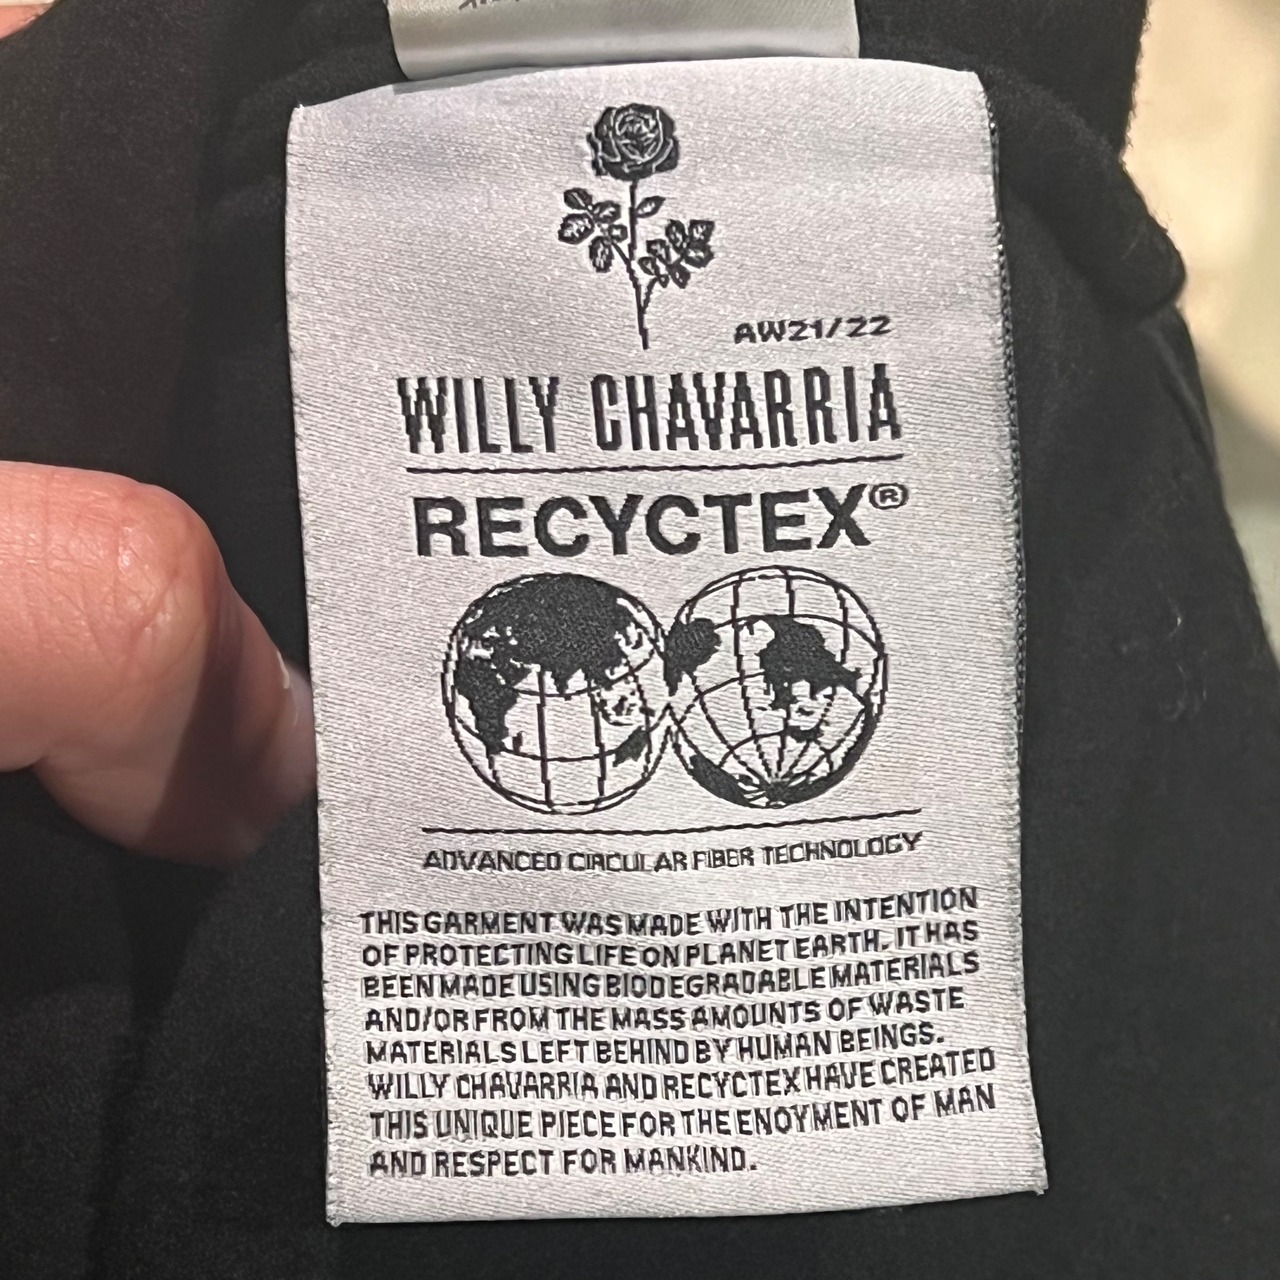 AW21/22
WILLY CHAVARRIA
RECYCTEX®
ADVANCED CIRCULAR FIBER TECHNOLOGY
THIS GARMENT WAS MADE WITH THE INTENTION
OF PROTECTING LIFE ON PLANET EARTH. IT HAS
BEEN MADE USING BIODEGRADABLE MATERIALS
AND/OR FROM THE MASS AMOUNTS OF WASTE
MATERIALS LEFT BEHIND BY HUMAN BEINGS.
WILLY CHAVARRIA AND RECYCTEX HAVE CREATED
THIS UNIQUE PIECE FOR THE ENOYMENT OF MAN
AND RESPECT FOR MANKIND.